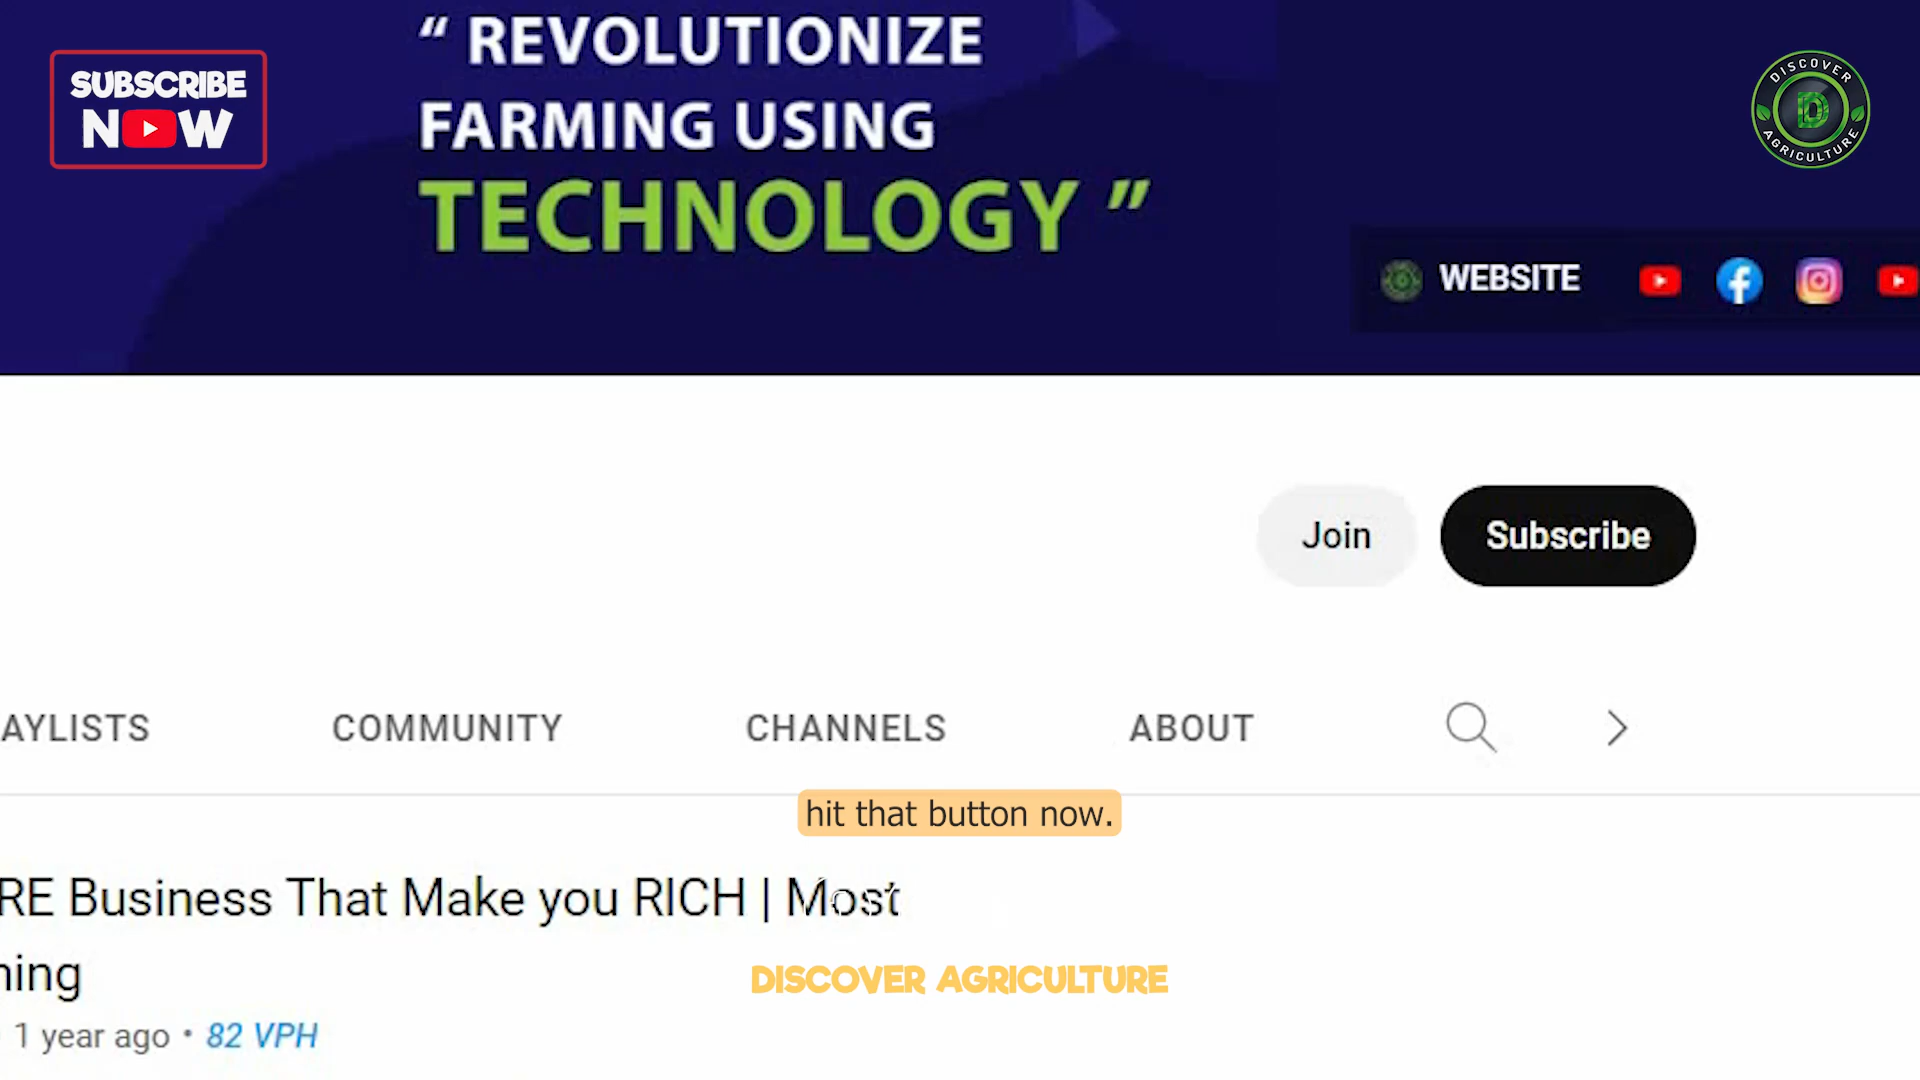 “ REVOLUTIONIZE
FARMING USING
TECHNOLOGY ”
SUBSCRIBE
NOW
DISCOVER
D
AGRICULTURE
WEBSITE
Join
Subscribe
AYLISTS
COMMUNITY
CHANNELS
ABOUT
hit that button now.
RE Business That Make you RICH | Most
ning
1 year ago • 82 VPH
DISCOVER AGRICULTURE